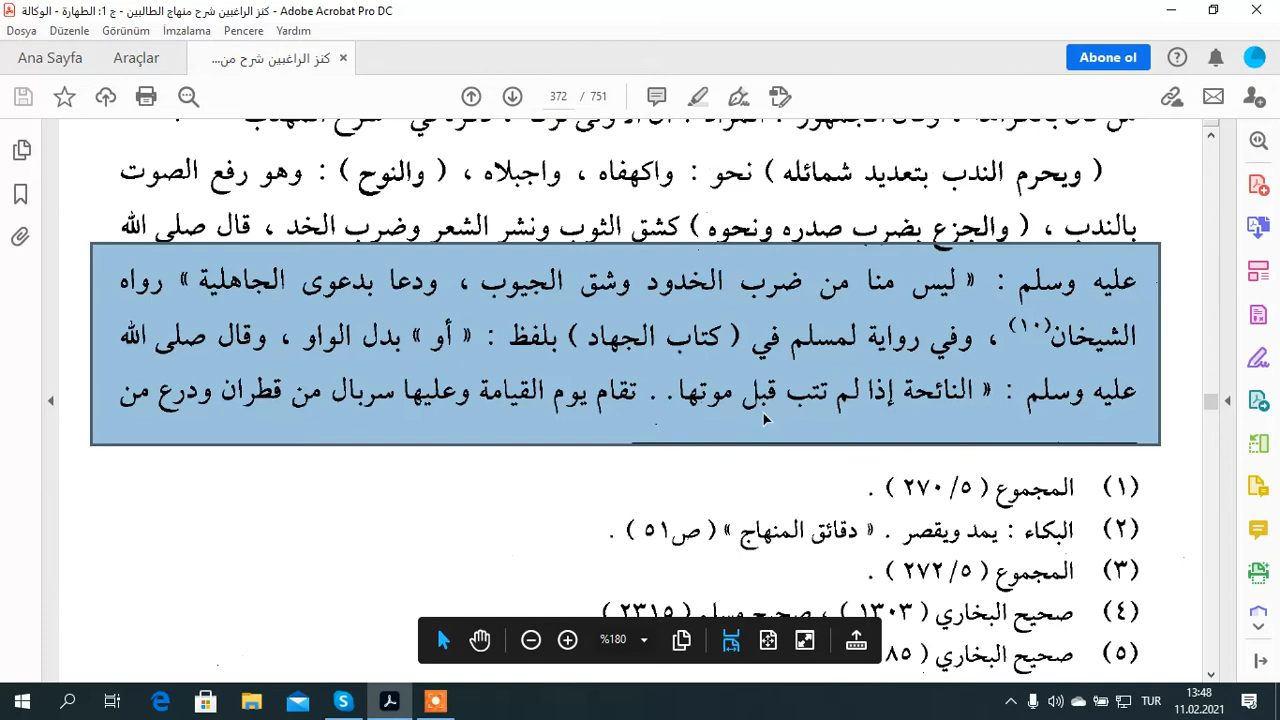 كنز الراغبين شرح منهاج الطالبين - ج 1: الطهارة - الوكالة - Adobe Acrobat Pro DC
Dosya Düzenle Görünüm İmzalama Pencere Yardım
Ana Sayfa Araçlar كنز الراغبين شرح من... × Abone ol
372 / 751
( ويحرم الندب بتعديد شمائله ) نحو : واكهفاه ، واجبلاه ، ( والنوح ) : وهو رفع الصوت
بالندب ، ( والجزع بضرب صدره ونحوه ) كشق الثوب ونشر الشعر وضرب الخد ، قال صلى الله
عليه وسلم : « ليس منا من ضرب الخدود وشق الجيوب ، ودعا بدعوى الجاهلية » رواه
الشيخان(١٠) ، وفي رواية لمسلم في ( كتاب الجهاد ) بلفظ : « أو » بدل الواو ، وقال صلى الله
عليه وسلم : « النائحة إذا لم تتب قبل موتها . . تقام يوم القيامة وعليها سربال من قطران ودرع من
(١) المجموع ( ٥/ ٢٧٠ ) .
(٢) البكاء : يمد ويقصر . « دقائق المنهاج » ( ص٥١ ) .
(٣) المجموع ( ٥/ ٢٧٢ ) .
(٤) صحيح البخاري ( ١٣٠٣ ) ، صحيح مسلم ( ٢٣١٥ )
(٥) صحيح البخاري
%180
TUR
13:48
11.02.2021